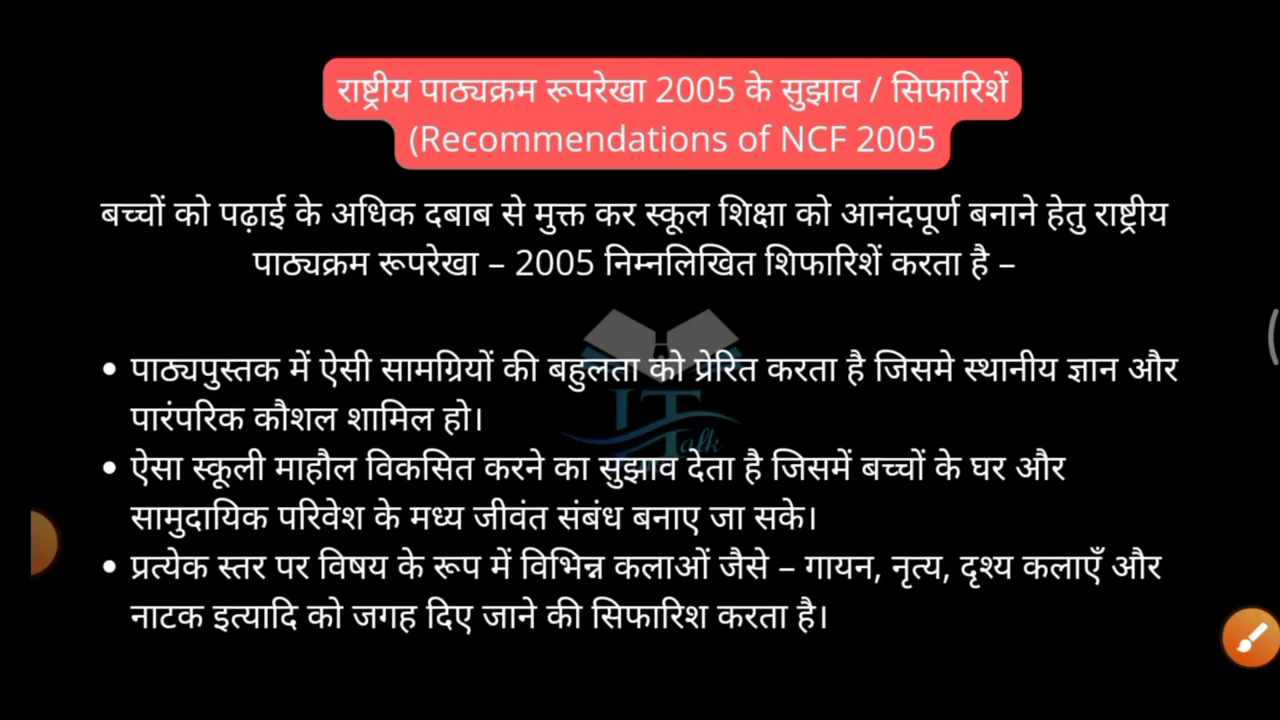 राष्ट्रीय पाठ्यक्रम रूपरेखा 2005 के सुझाव / सिफारिशें
(Recommendations of NCF 2005
बच्चों को पढ़ाई के अधिक दबाब से मुक्त कर स्कूल शिक्षा को आनंदपूर्ण बनाने हेतु राष्ट्रीय
पाठ्यक्रम रूपरेखा – 2005 निम्नलिखित शिफारिशें करता है –
• पाठ्यपुस्तक में ऐसी सामग्रियों की बहुलता को प्रेरित करता है जिसमे स्थानीय ज्ञान और
पारंपरिक कौशल शामिल हो।
LT
alk
• ऐसा स्कूली माहौल विकसित करने का सुझाव देता है जिसमें बच्चों के घर और
सामुदायिक परिवेश के मध्य जीवंत संबंध बनाए जा सके।
• प्रत्येक स्तर पर विषय के रूप में विभिन्न कलाओं जैसे – गायन, नृत्य, दृश्य कलाएँ और
नाटक इत्यादि को जगह दिए जाने की सिफारिश करता है।